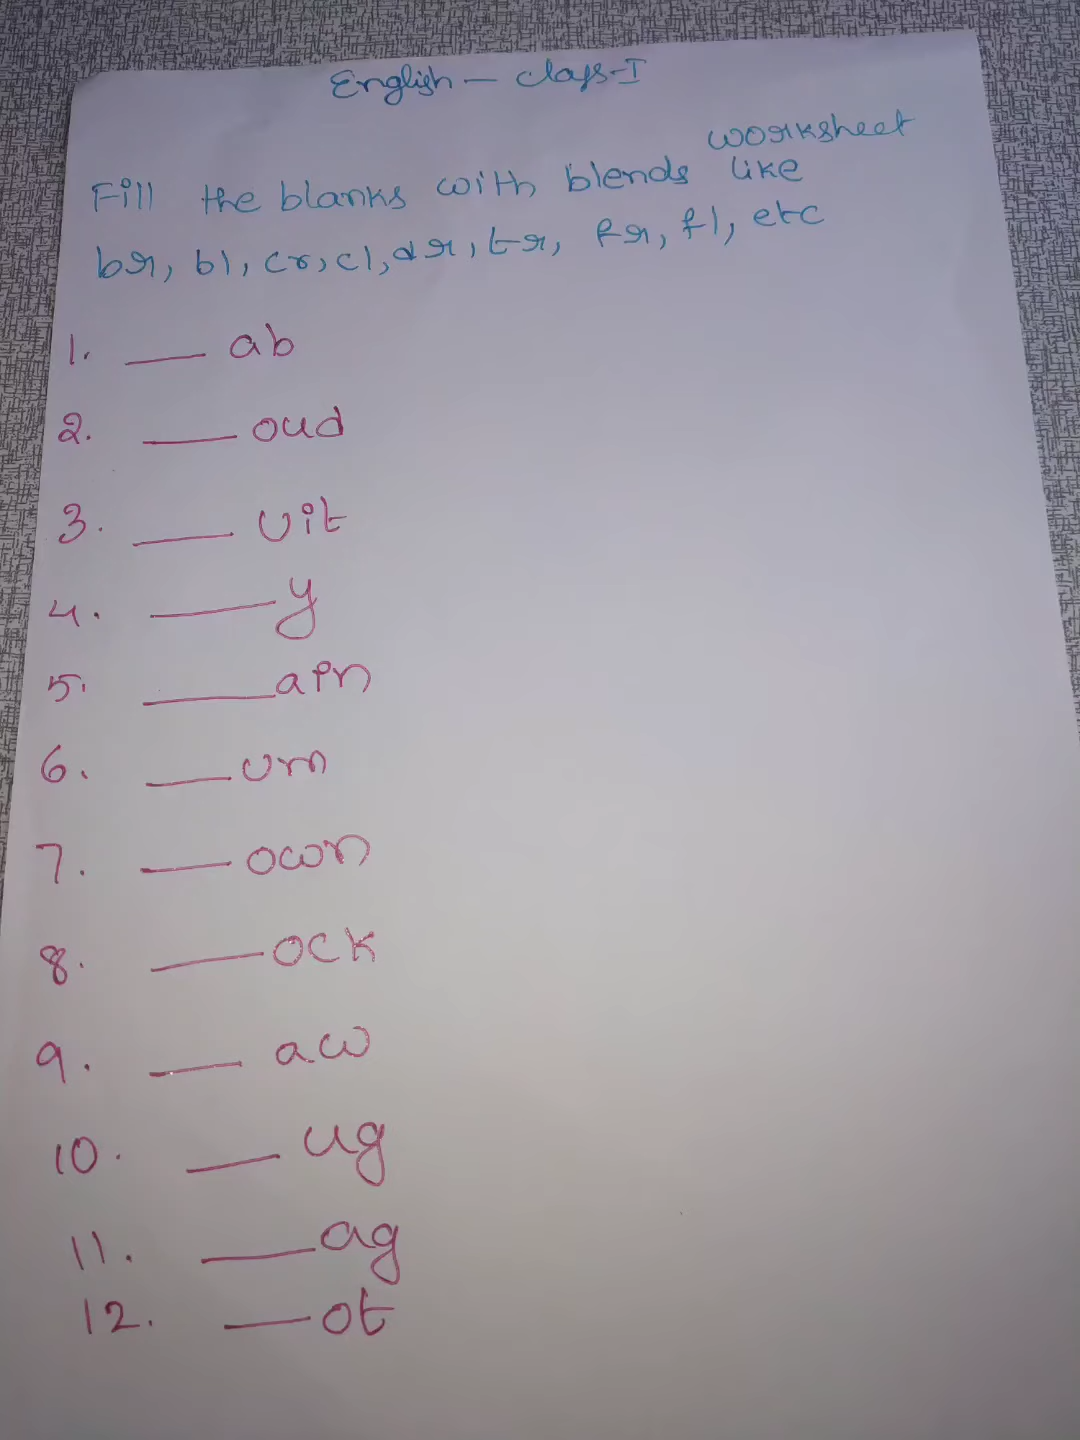 English - Class-I
worksheet
Fill the blanks with blends like
br, bl, cr, cl, dr, tr, fr, fl, etc
1. ___ ab
2. ___ oud
3. ___ uit
4. ___ y
5. ___ ain
6. ___ um
7. ___ own
8. ___ ock
9. ___ aw
10. ___ ug
11. ___ ag
12. ___ ot